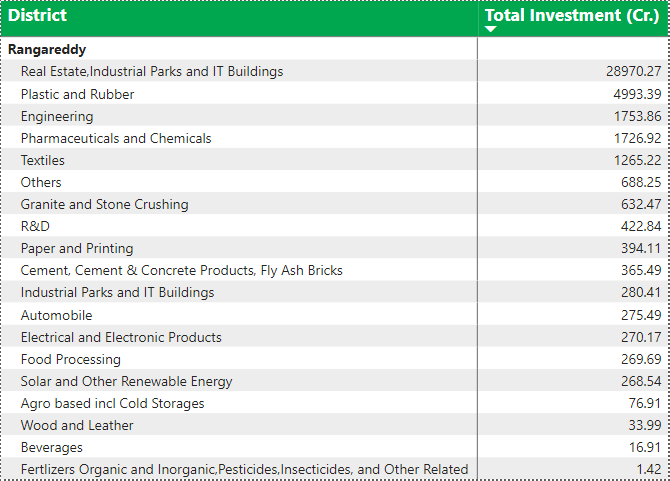 District Total Investment (Cr.)
Rangareddy
Real Estate,Industrial Parks and IT Buildings 28970.27
Plastic and Rubber 4993.39
Engineering 1753.86
Pharmaceuticals and Chemicals 1726.92
Textiles 1265.22
Others 688.25
Granite and Stone Crushing 632.47
R&D 422.84
Paper and Printing 394.11
Cement, Cement & Concrete Products, Fly Ash Bricks 365.49
Industrial Parks and IT Buildings 280.41
Automobile 275.49
Electrical and Electronic Products 270.17
Food Processing 269.69
Solar and Other Renewable Energy 268.54
Agro based incl Cold Storages 76.91
Wood and Leather 33.99
Beverages 16.91
Fertlizers Organic and Inorganic,Pesticides,Insecticides, and Other Related 1.42